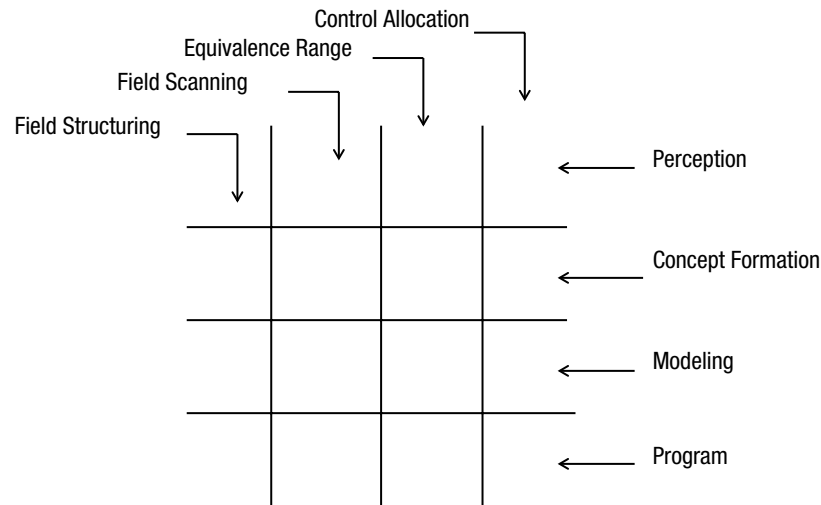 Control Allocation
Equivalence Range
Field Scanning
Field Structuring
Perception
Concept Formation
Modeling
Program